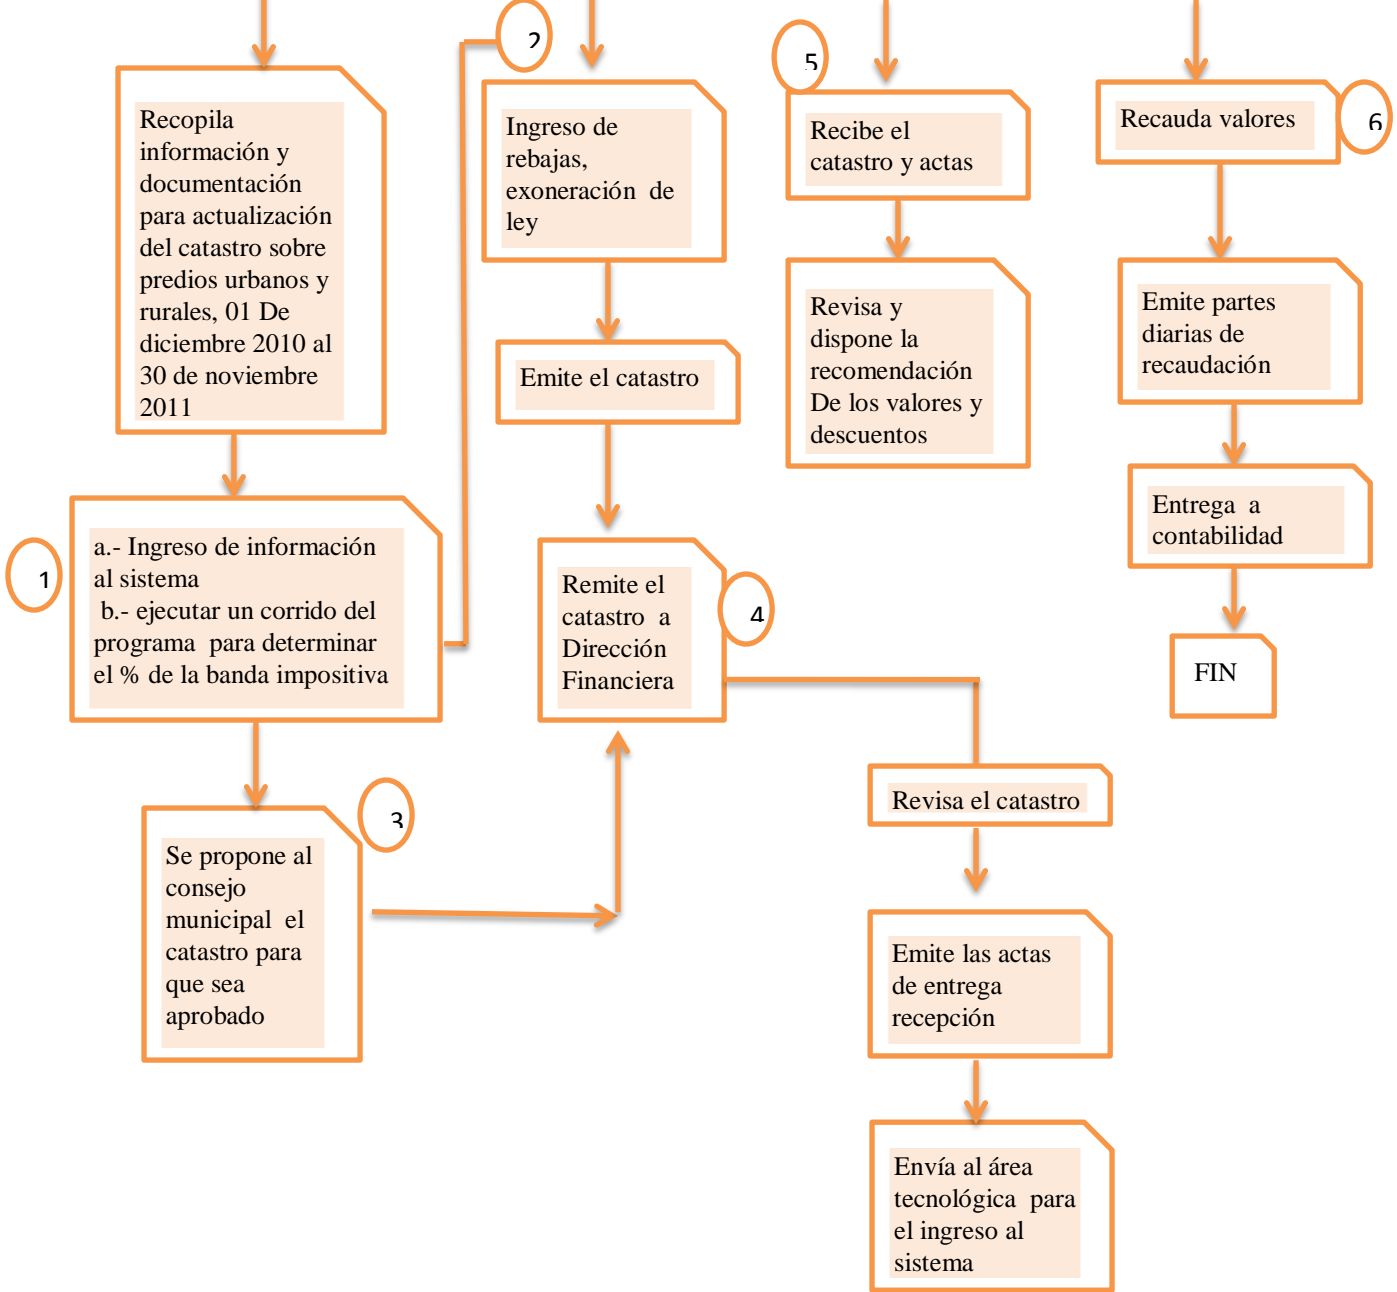 Recopila
información y
documentación
para actualización
del catastro sobre
predios urbanos y
rurales, 01 De
diciembre 2010 al
30 de noviembre
2011
1
a.- Ingreso de información
al sistema
b.- ejecutar un corrido del
programa para determinar
el % de la banda impositiva
3
Se propone al
consejo
municipal el
catastro para
que sea
aprobado
2
Ingreso de
rebajas,
exoneración de
ley
Emite el catastro
Remite el
catastro a
Dirección
Financiera
4
5
Recibe el
catastro y actas
Revisa y
dispone la
recomendación
De los valores y
descuentos
Revisa el catastro
Emite las actas
de entrega
recepción
Envía al área
tecnológica para
el ingreso al
sistema
Recauda valores
6
Emite partes
diarias de
recaudación
Entrega a
contabilidad
FIN